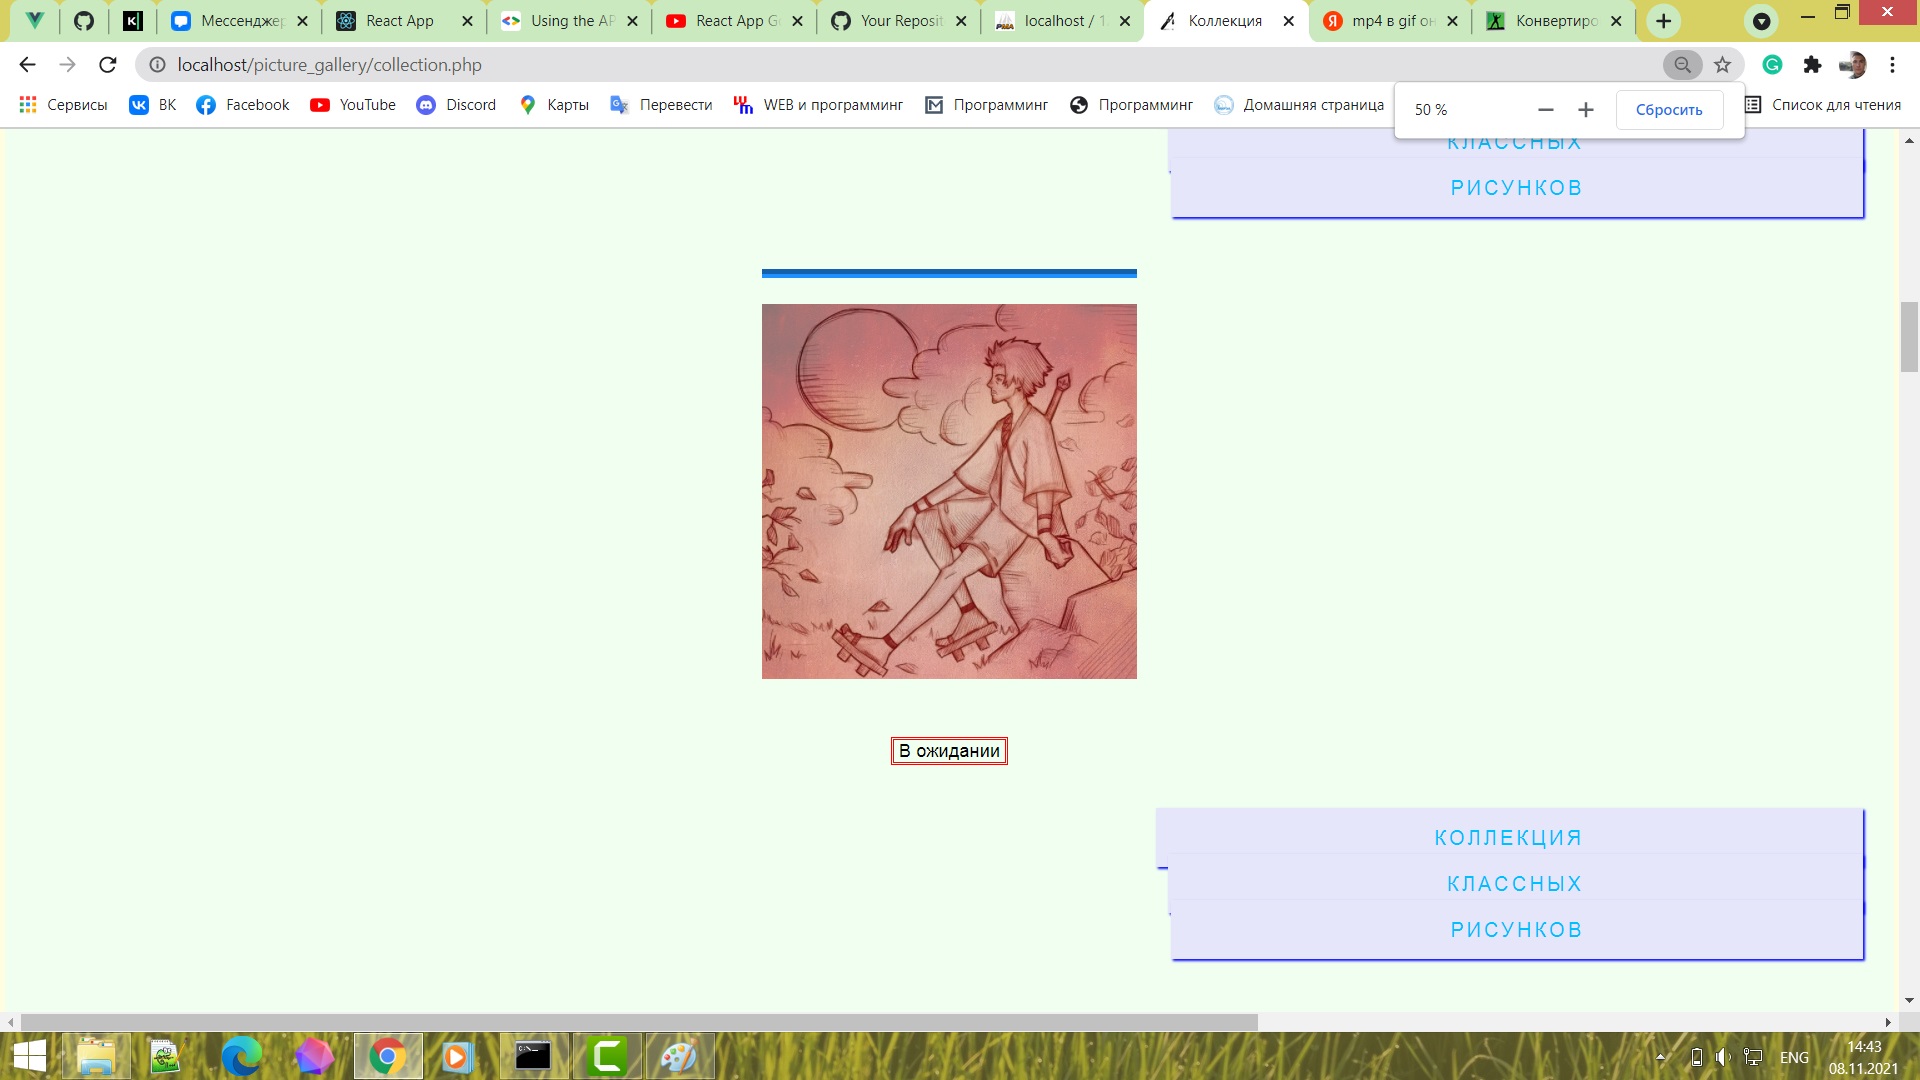 Мессенджер
React App
Using the AP
React App G
Your Reposit
localhost / 1
Коллекция
mp4 в gif он
Конвертиро
localhost/picture_gallery/collection.php
Сервисы
ВК
Facebook
YouTube
Discord
Карты
Перевести
WEB и программинг
Программинг
Программинг
Домашняя страница
Список для чтения
50 %
Сбросить
КЛАССНЫХ
РИСУНКОВ
В ожидании
КОЛЛЕКЦИЯ
КЛАССНЫХ
РИСУНКОВ
ENG
14:43
08.11.2021